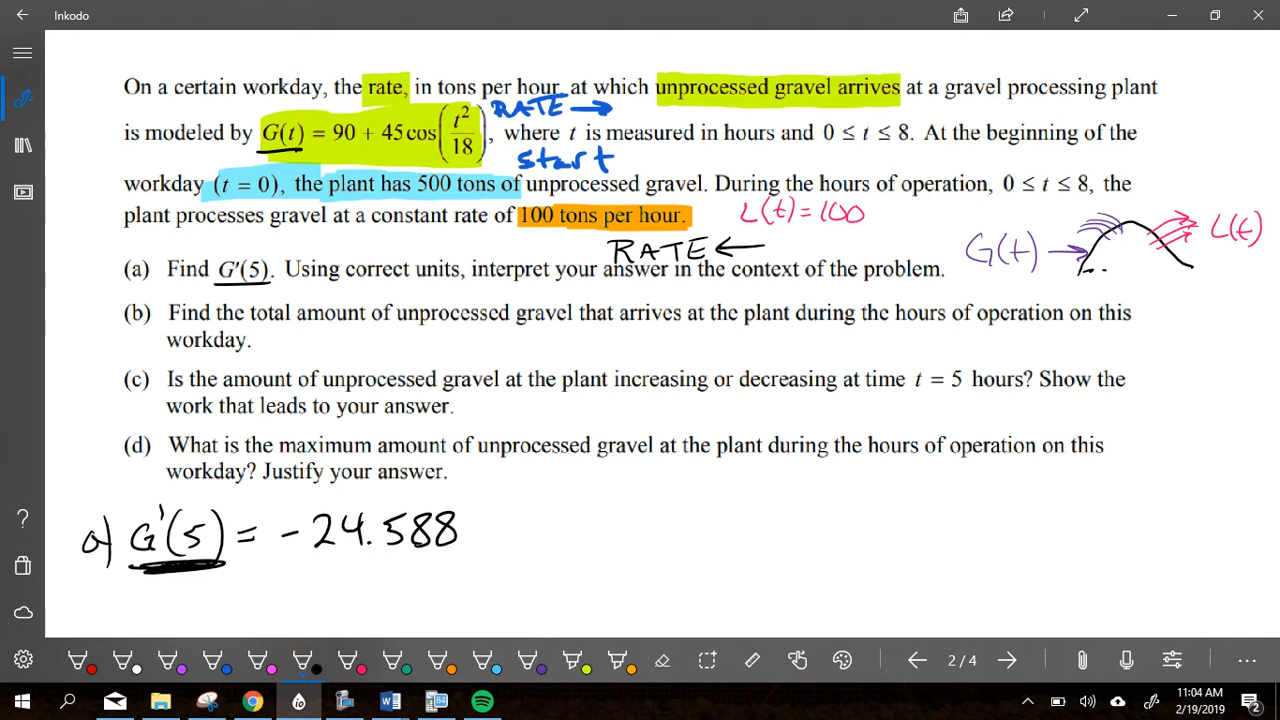 Inkodo
On a certain workday, the rate, in tons per hour, at which unprocessed gravel arrives at a gravel processing plant
RATE →
is modeled by G(t) = 90 + 45 cos(t²/18), where t is measured in hours and 0 ≤ t ≤ 8. At the beginning of the
start
workday (t = 0), the plant has 500 tons of unprocessed gravel. During the hours of operation, 0 ≤ t ≤ 8, the
plant processes gravel at a constant rate of 100 tons per hour. L(t)=100
RATE ← G(t) → L(t)
(a) Find G′(5). Using correct units, interpret your answer in the context of the problem.
(b) Find the total amount of unprocessed gravel that arrives at the plant during the hours of operation on this
workday.
(c) Is the amount of unprocessed gravel at the plant increasing or decreasing at time t = 5 hours? Show the
work that leads to your answer.
(d) What is the maximum amount of unprocessed gravel at the plant during the hours of operation on this
workday? Justify your answer.
a) G'(5) = -24.588
2/4
11:04 AM
2/19/2019
2